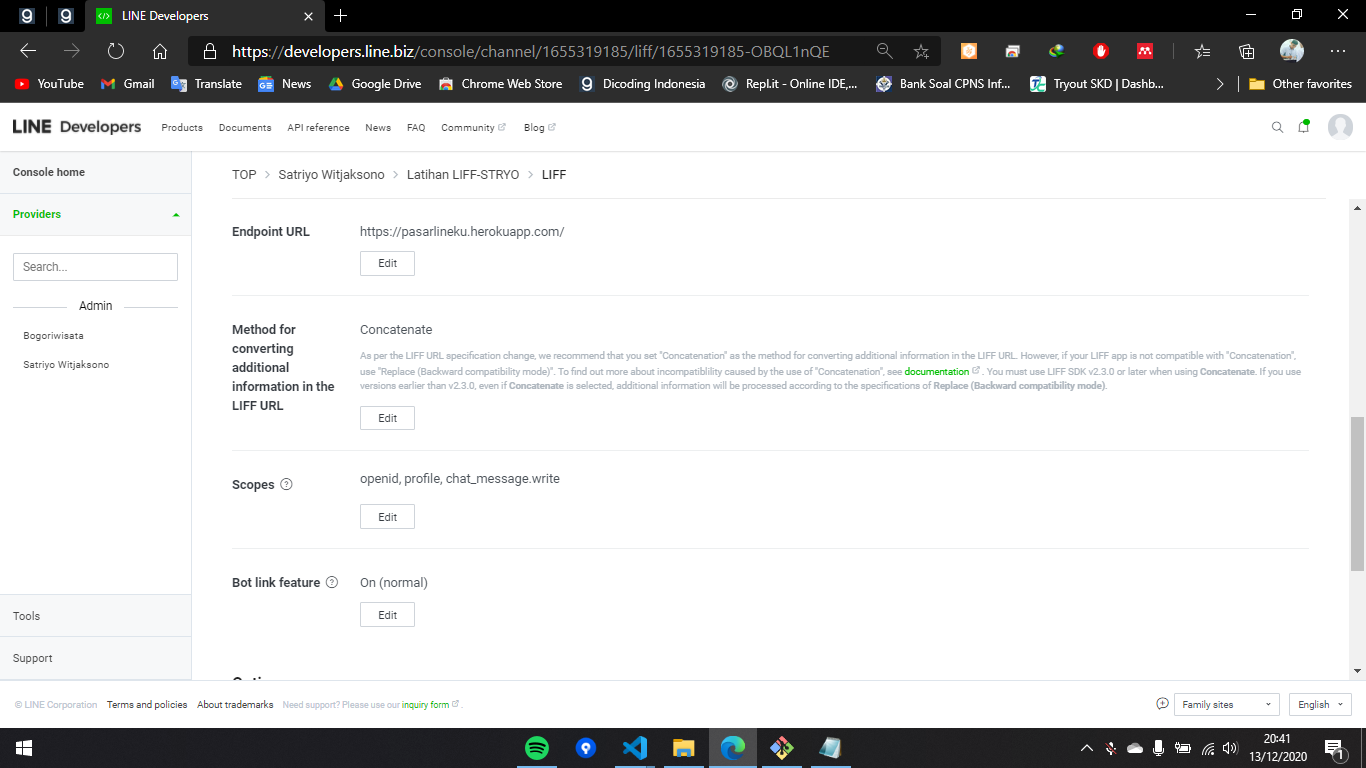 LINE Developers
https://developers.line.biz/console/channel/1655319185/liff/1655319185-OBQL1nQE
YouTube
Gmail
Translate
News
Google Drive
Chrome Web Store
Dicoding Indonesia
Repl.it - Online IDE,...
Bank Soal CPNS Inf...
Tryout SKD | Dashb...
Other favorites
LINE Developers
Products
Documents
API reference
News
FAQ
Community
Blog
Console home
Providers
Search...
Admin
Bogoriwisata
Satriyo Witjaksono
Tools
Support
TOP > Satriyo Witjaksono > Latihan LIFF-STRYO > LIFF
Endpoint URL
https://pasarlineku.herokuapp.com/
Edit
Method for
converting
additional
information in the
LIFF URL
Concatenate
As per the LIFF URL specification change, we recommend that you set "Concatenation" as the method for converting additional information in the LIFF URL. However, if your LIFF app is not compatible with "Concatenation",
use "Replace (Backward compatibility mode)". To find out more about incompatiblility caused by the use of "Concatenation", see documentation . You must use LIFF SDK v2.3.0 or later when using Concatenate. If you use
versions earlier than v2.3.0, even if Concatenate is selected, additional information will be processed according to the specifications of Replace (Backward compatibility mode).
Edit
Scopes
openid, profile, chat_message.write
Edit
Bot link feature
On (normal)
Edit
© LINE Corporation
Terms and policies
About trademarks
Need support? Please use our inquiry form .
Family sites
English
20:41
13/12/2020
1